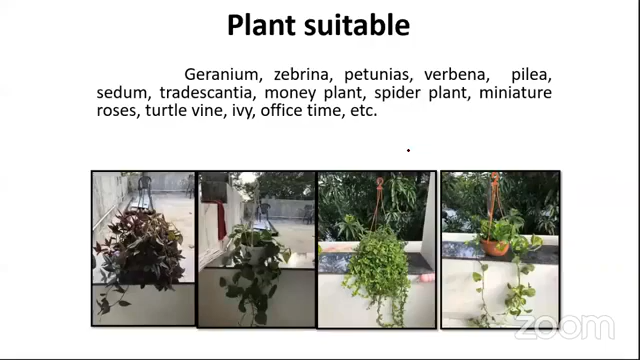 Plant suitable
Geranium, zebrina, petunias, verbena, pilea,
sedum, tradescantia, money plant, spider plant, miniature
roses, turtle vine, ivy, office time, etc.
zoom